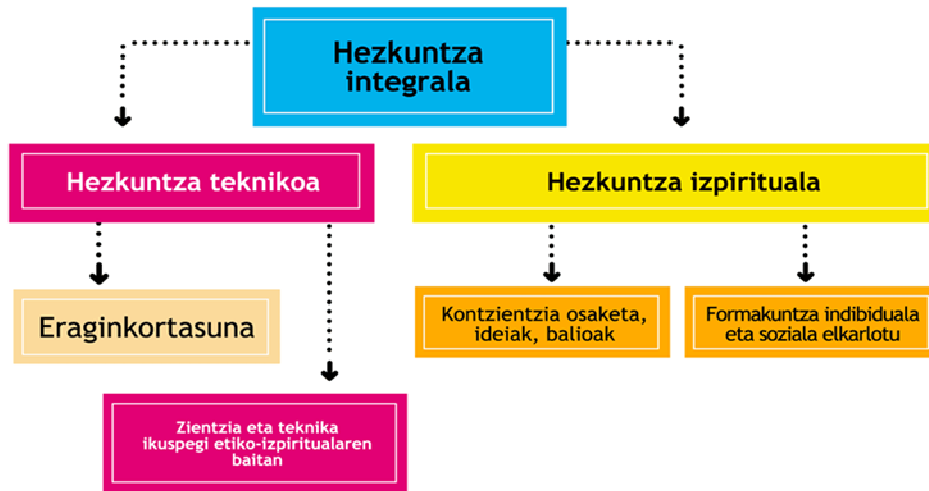 Hezkuntza
integrala
Hezkuntza teknikoa
Hezkuntza izpirituala
Eraginkortasuna
Kontzientzia osaketa,
ideiak, balioak
Formakuntza indibiduala
eta soziala elkarlotu
Zientzia eta teknika
ikuspegi etiko-izpiritualaren
baitan